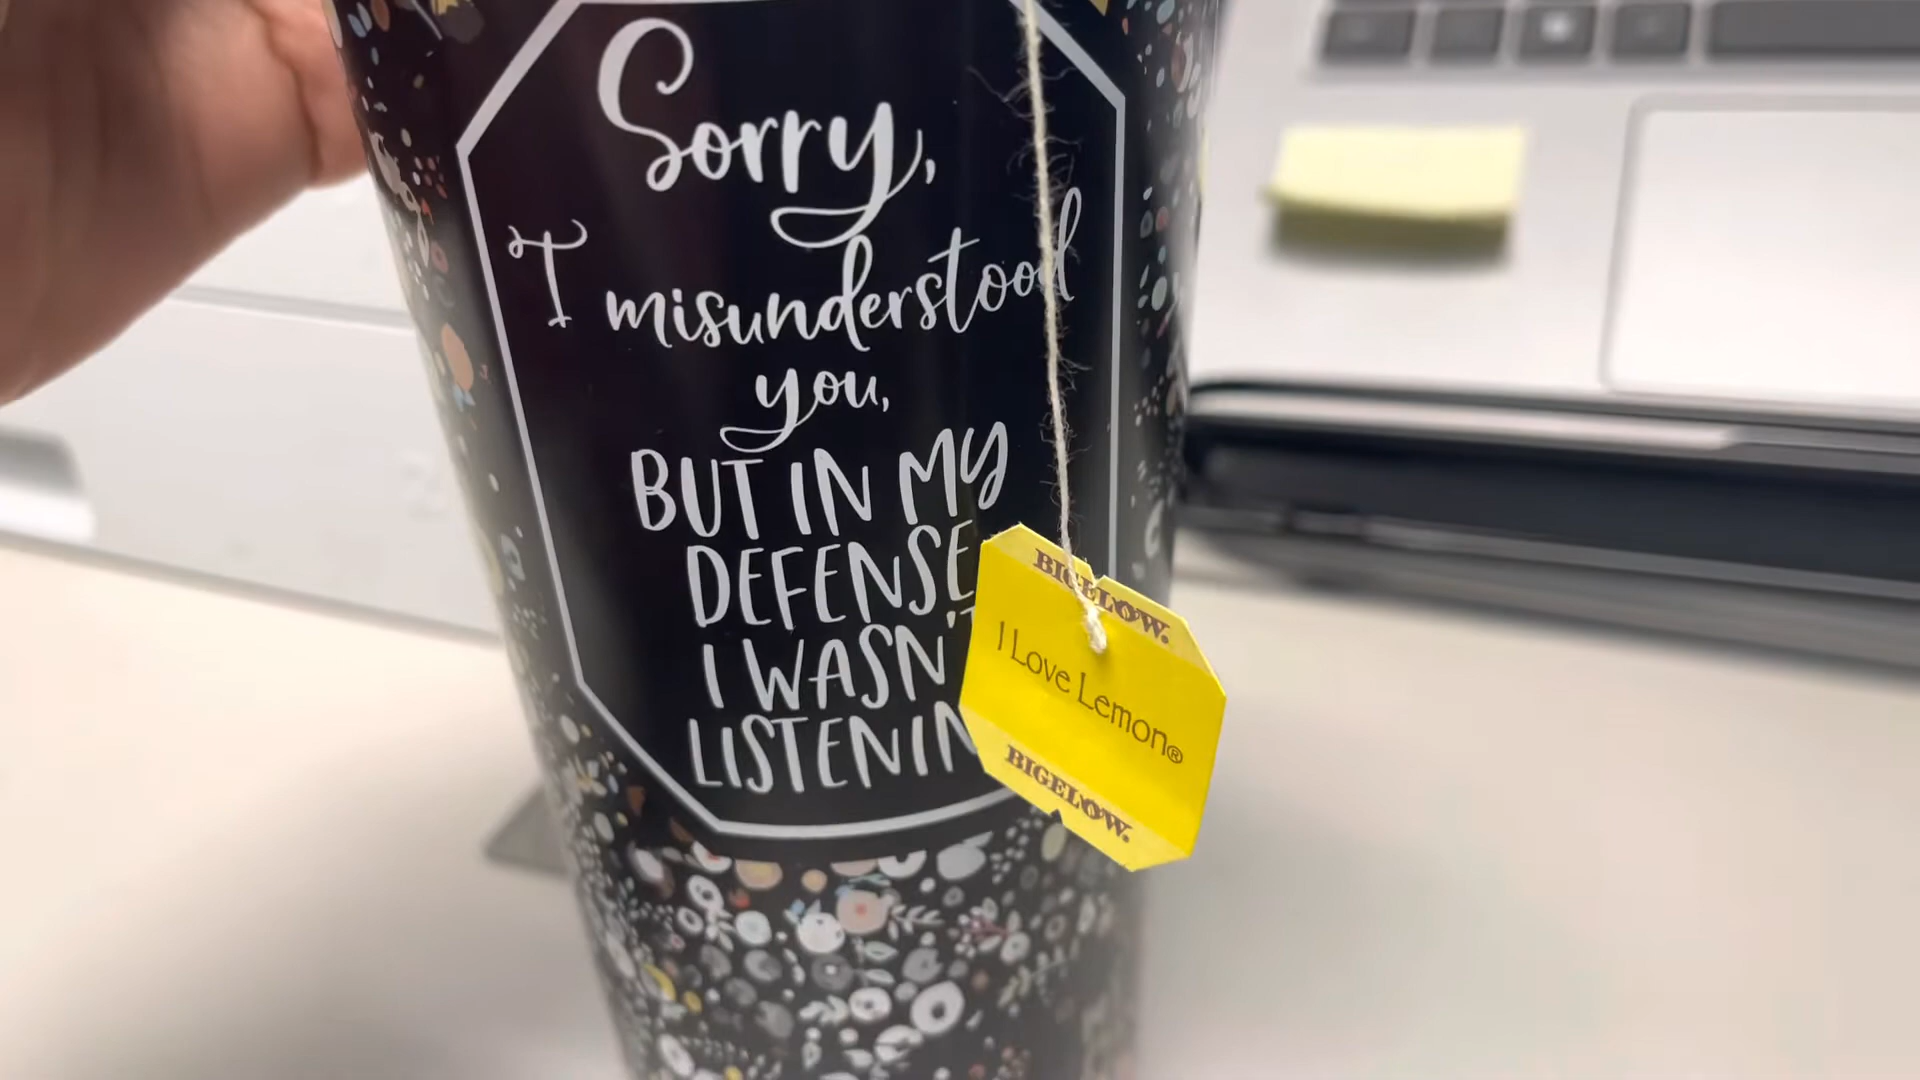 Sorry,
I misunderstood
you,
BUT IN MY
DEFENSE
I WASN'T
LISTENIN
BIGELOW.
I Love Lemon®
BIGELOW.